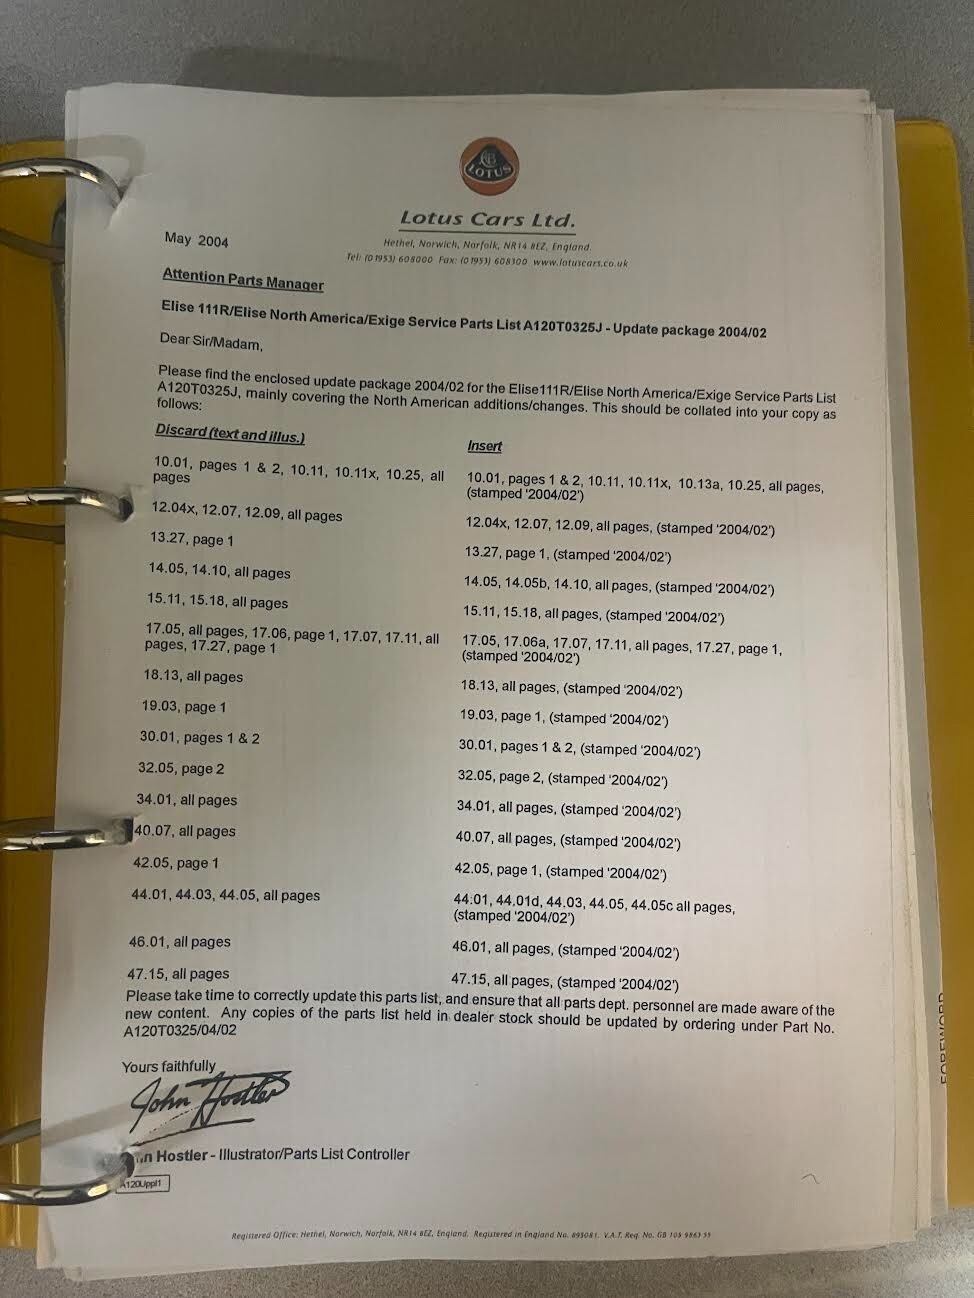 LOTUS
Lotus Cars Ltd.
Hethel, Norwich, Norfolk, NR14 8EZ, England.
Tel: (01953) 608000 Fax: (01953) 608300 www.lotuscars.co.uk
May 2004
Attention Parts Manager
Elise 111R/Elise North America/Exige Service Parts List A120T0325J - Update package 2004/02
Dear Sir/Madam,
Please find the enclosed update package 2004/02 for the Elise111R/Elise North America/Exige Service Parts List
A120T0325J, mainly covering the North American additions/changes. This should be collated into your copy as
follows:
Discard (text and illus.)
Insert
10.01, pages 1 & 2, 10.11, 10.11x, 10.25, all
pages
10.01, pages 1 & 2, 10.11, 10.11x, 10.13a, 10.25, all pages,
(stamped '2004/02')
12.04x, 12.07, 12.09, all pages
12.04x, 12.07, 12.09, all pages, (stamped '2004/02')
13.27, page 1
13.27, page 1, (stamped '2004/02')
14.05, 14.10, all pages
14.05, 14.05b, 14.10, all pages, (stamped '2004/02')
15.11, 15.18, all pages
15.11, 15.18, all pages, (stamped '2004/02')
17.05, all pages, 17.06, page 1, 17.07, 17.11, all
pages, 17.27, page 1
17.05, 17.06a, 17.07, 17.11, all pages, 17.27, page 1,
(stamped '2004/02')
18.13, all pages
18.13, all pages, (stamped '2004/02')
19.03, page 1
19.03, page 1, (stamped '2004/02')
30.01, pages 1 & 2
30.01, pages 1 & 2, (stamped '2004/02')
32.05, page 2
32.05, page 2, (stamped '2004/02')
34.01, all pages
34.01, all pages, (stamped '2004/02')
40.07, all pages
40.07, all pages, (stamped '2004/02')
42.05, page 1
42.05, page 1, (stamped '2004/02')
44.01, 44.03, 44.05, all pages
44.01, 44.01d, 44.03, 44.05, 44.05c all pages,
(stamped '2004/02')
46.01, all pages
46.01, all pages, (stamped '2004/02')
47.15, all pages
47.15, all pages, (stamped '2004/02')
Please take time to correctly update this parts list, and ensure that all parts dept. personnel are made aware of the
new content. Any copies of the parts list held in dealer stock should be updated by ordering under Part No.
A120T0325/04/02
Yours faithfully
John Hostler
Hostler - Illustrator/Parts List Controller
A120Uppl1
Registered Office: Hethel, Norwich, Norfolk, NR14 8EZ, England. Registered in England No. 895081. V.A.T. Reg. No. GB 105 9863 55
FOREWORD